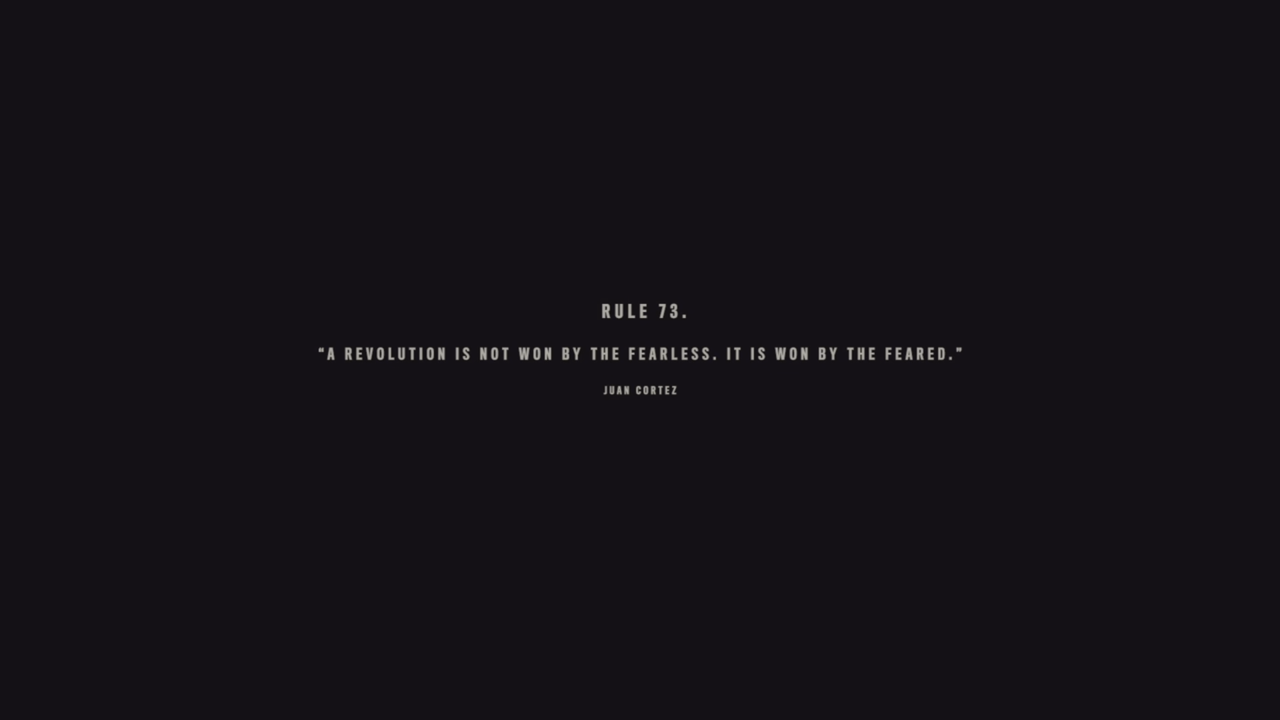 RULE 73.
“A REVOLUTION IS NOT WON BY THE FEARLESS. IT IS WON BY THE FEARED.”
JUAN CORTEZ